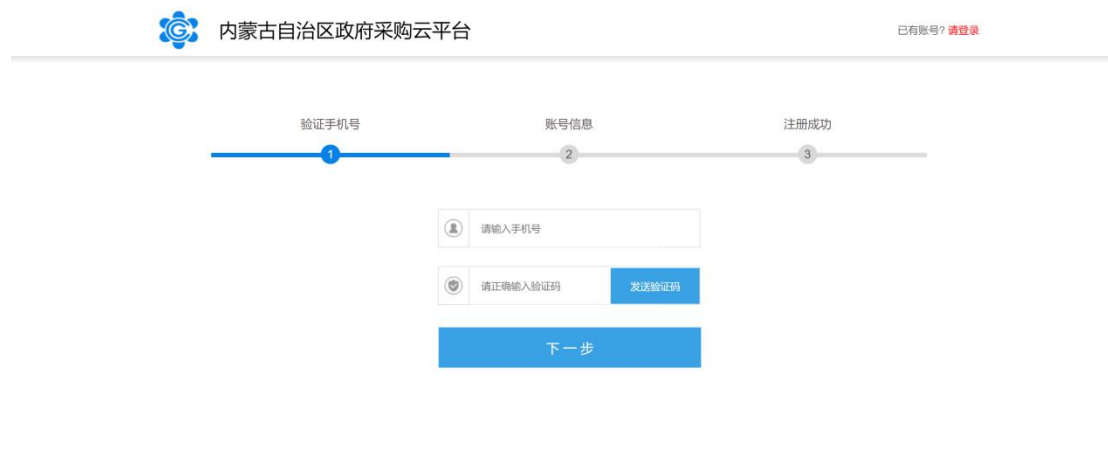 内蒙古自治区政府采购云平台
已有账号? 请登录
验证手机号 账号信息 注册成功
1 2 3
请输入手机号
请正确输入验证码 发送验证码
下一步